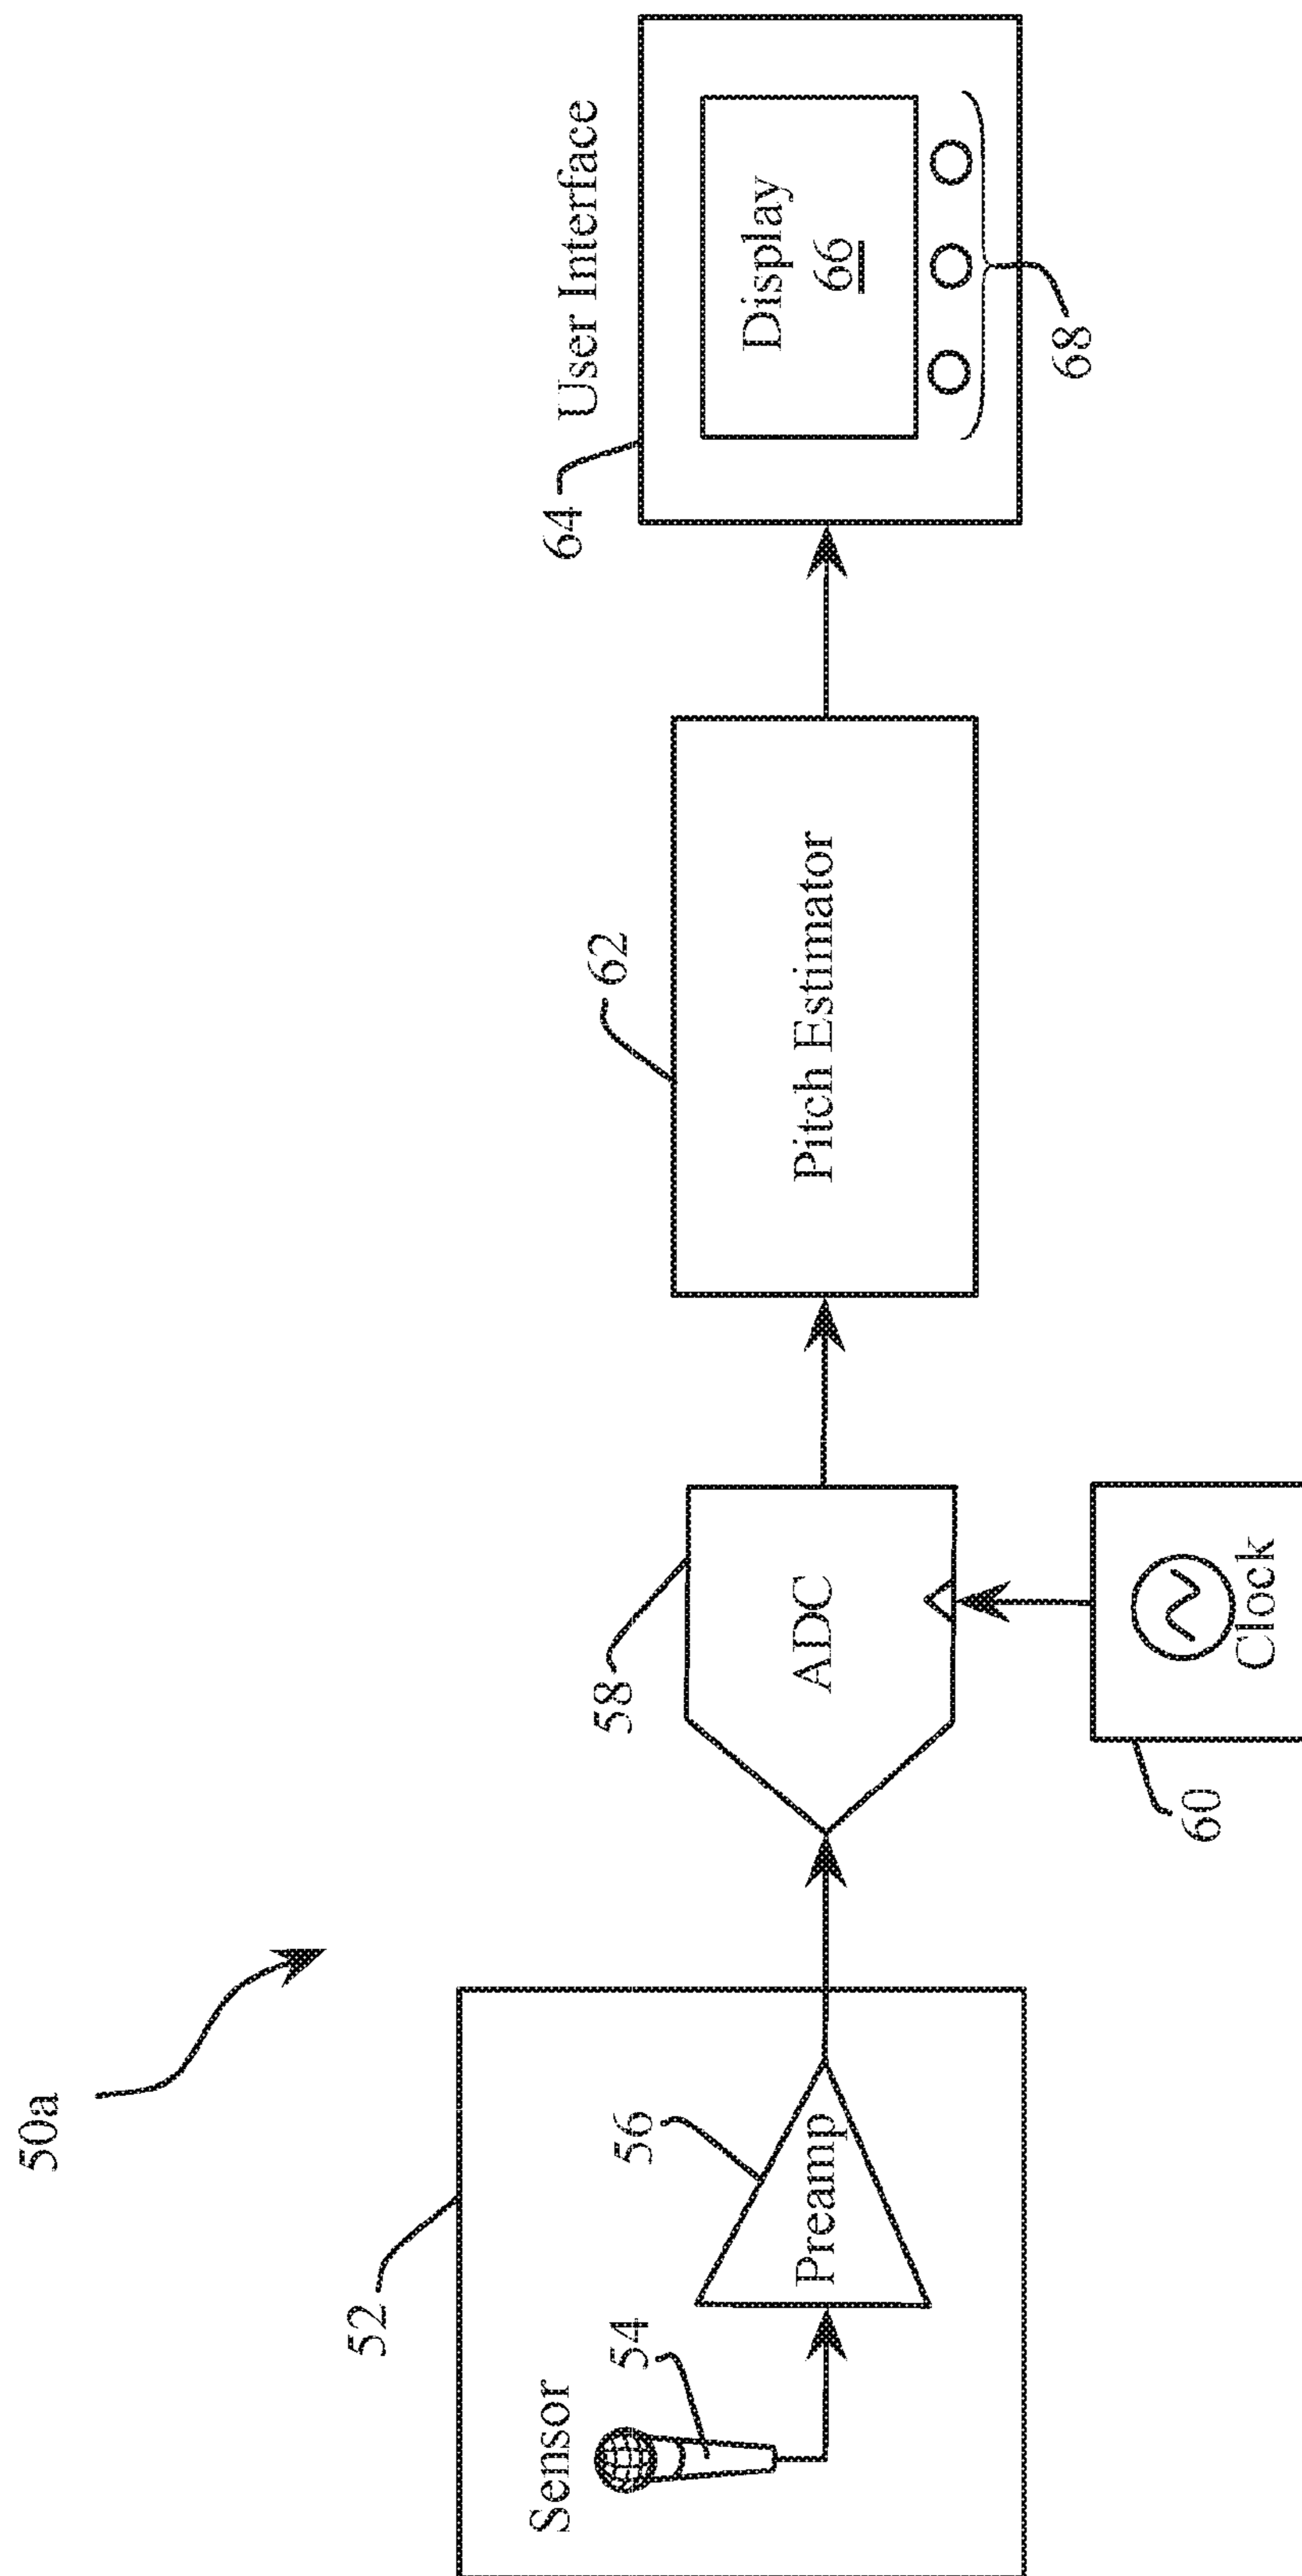 50a
52
Sensor
54
56
Preamp
58
ADC
60
Clock
62
Pitch Estimator
64
User Interface
Display
66
68